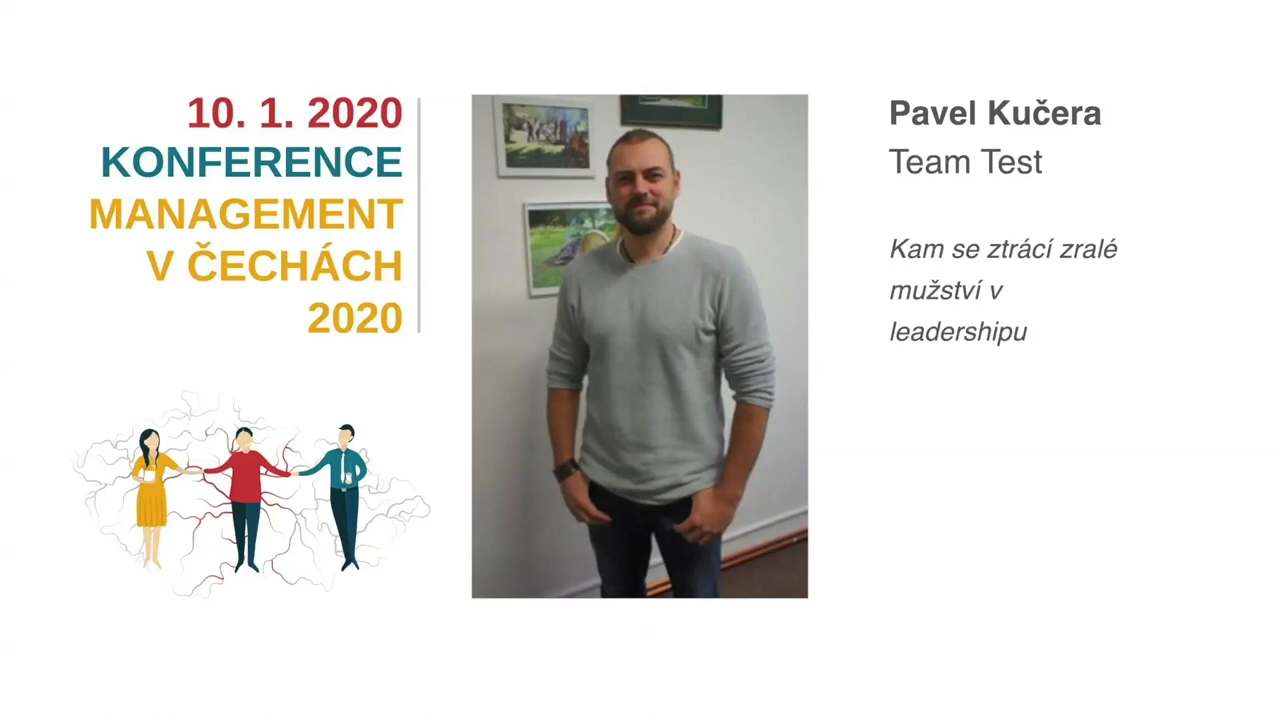 10. 1. 2020
KONFERENCE
MANAGEMENT
V ČECHÁCH
2020
Pavel Kučera
Team Test
Kam se ztrácí zralé
mužství v
leadershipu